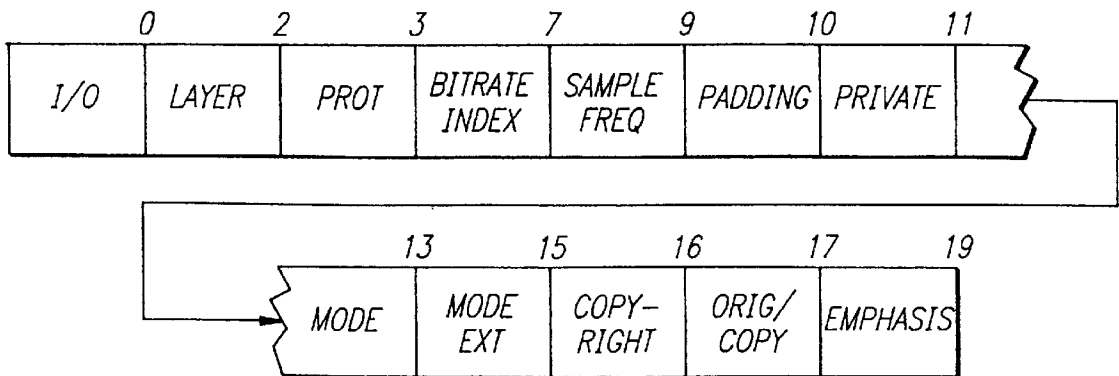 0 2 3 7 9 10 11
I/O LAYER PROT BITRATE INDEX SAMPLE FREQ PADDING PRIVATE
13 15 16 17 19
MODE MODE EXT COPY-RIGHT ORIG/COPY EMPHASIS